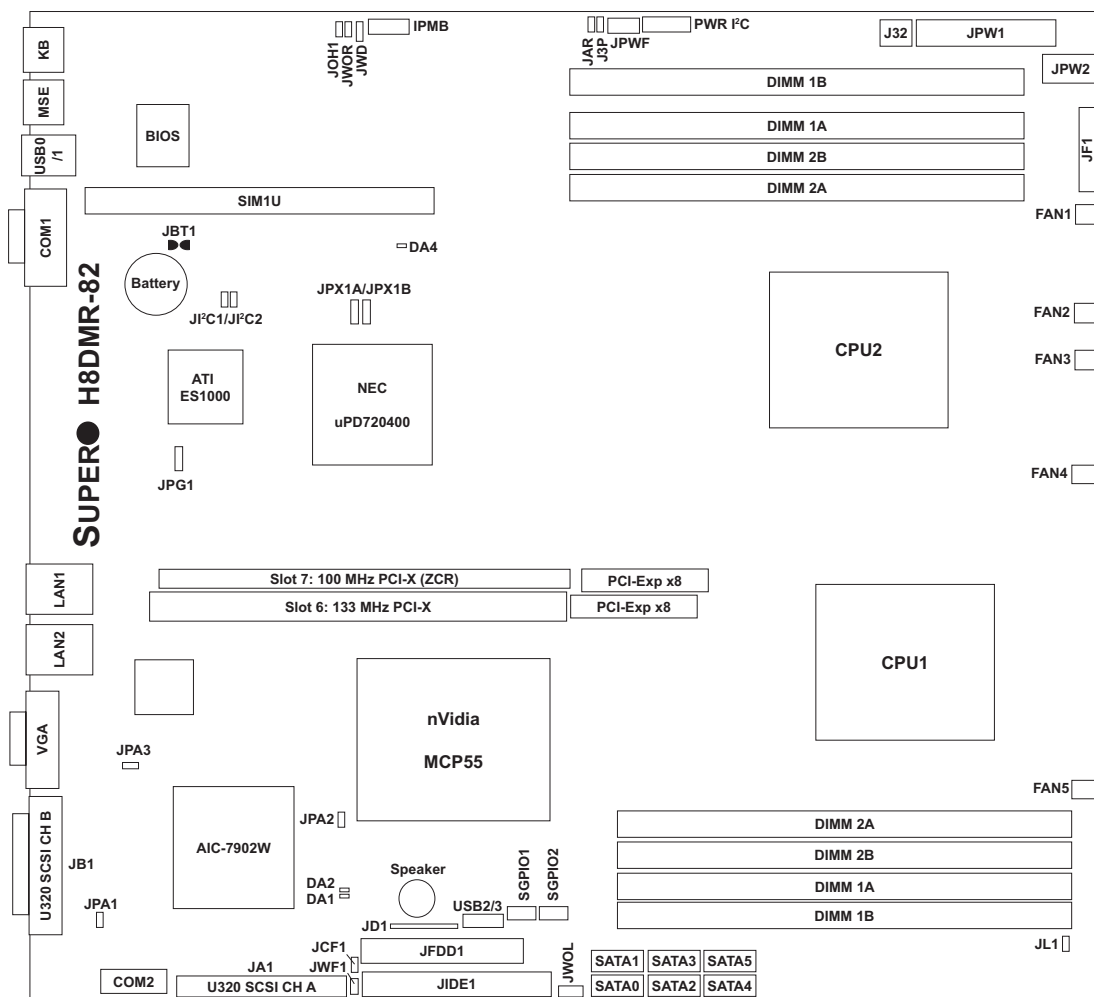 KB
MSE
USB0
/1
COM1
JOH1
JWOR
JWD
IPMB
JAR
J3P
JPWF
PWR I²C
J32
JPW1
JPW2
JF1
BIOS
DIMM 1B
DIMM 1A
DIMM 2B
DIMM 2A
SIM1U
FAN1
JBT1
DA4
Battery
JPX1A/JPX1B
JI²C1/JI²C2
FAN2
CPU2
FAN3
ATI
ES1000
NEC
uPD720400
SUPER H8DMR-82
JPG1
FAN4
LAN1
Slot 7: 100 MHz PCI-X (ZCR)
PCI-Exp x8
Slot 6: 133 MHz PCI-X
PCI-Exp x8
LAN2
CPU1
nVidia
MCP55
VGA
JPA3
FAN5
U320 SCSI CH B
JB1
AIC-7902W
JPA2
DIMM 2A
DIMM 2B
DIMM 1A
DIMM 1B
Speaker
DA2
DA1
SGPIO1
SGPIO2
USB2/3
JPA1
JD1
JL1
JCF1
JFDD1
JWF1
JA1
JWOL
SATA1
SATA3
SATA5
COM2
U320 SCSI CH A
JIDE1
SATA0
SATA2
SATA4